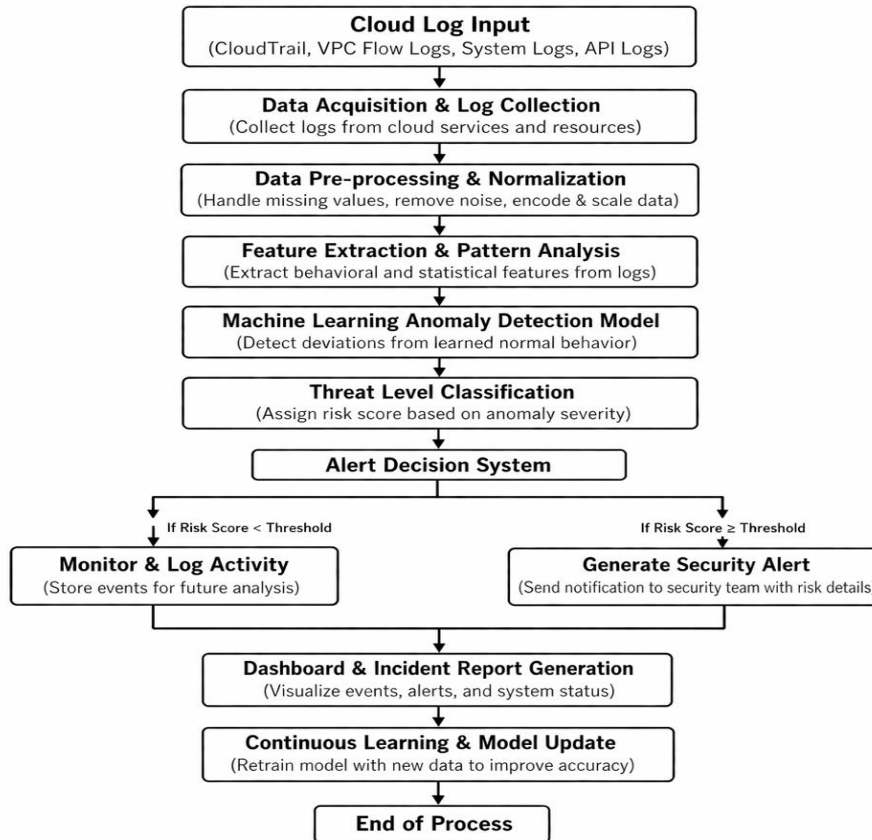 Cloud Log Input
(CloudTrail, VPC Flow Logs, System Logs, API Logs)
Data Acquisition & Log Collection
(Collect logs from cloud services and resources)
Data Pre-processing & Normalization
(Handle missing values, remove noise, encode & scale data)
Feature Extraction & Pattern Analysis
(Extract behavioral and statistical features from logs)
Machine Learning Anomaly Detection Model
(Detect deviations from learned normal behavior)
Threat Level Classification
(Assign risk score based on anomaly severity)
Alert Decision System
If Risk Score < Threshold
If Risk Score ≥ Threshold
Monitor & Log Activity
(Store events for future analysis)
Generate Security Alert
(Send notification to security team with risk details)
Dashboard & Incident Report Generation
(Visualize events, alerts, and system status)
Continuous Learning & Model Update
(Retrain model with new data to improve accuracy)
End of Process